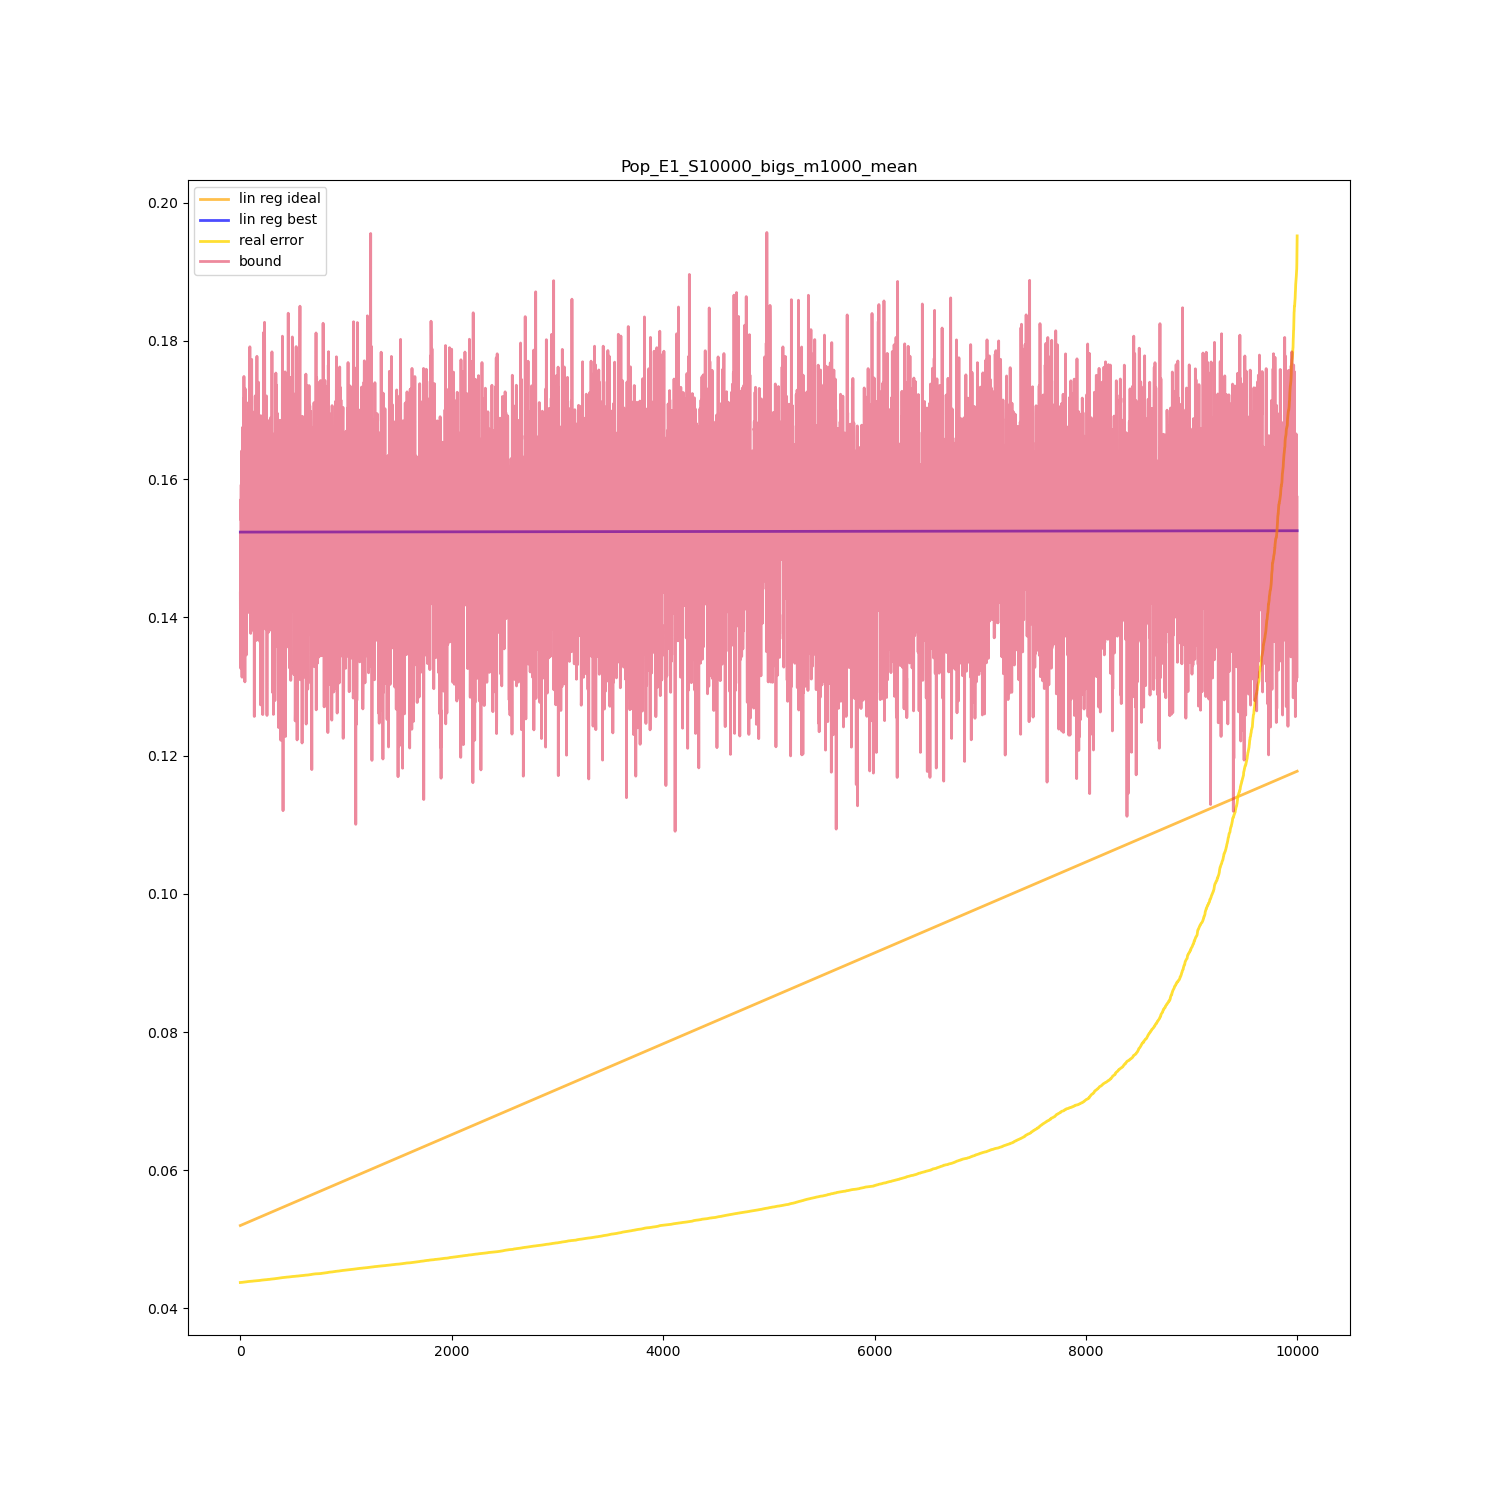 Pop_E1_S10000_bigs_m1000_mean
lin reg ideal
lin reg best
real error
bound
0.20
0.18
0.16
0.14
0.12
0.10
0.08
0.06
0.04
0 2000 4000 6000 8000 10000